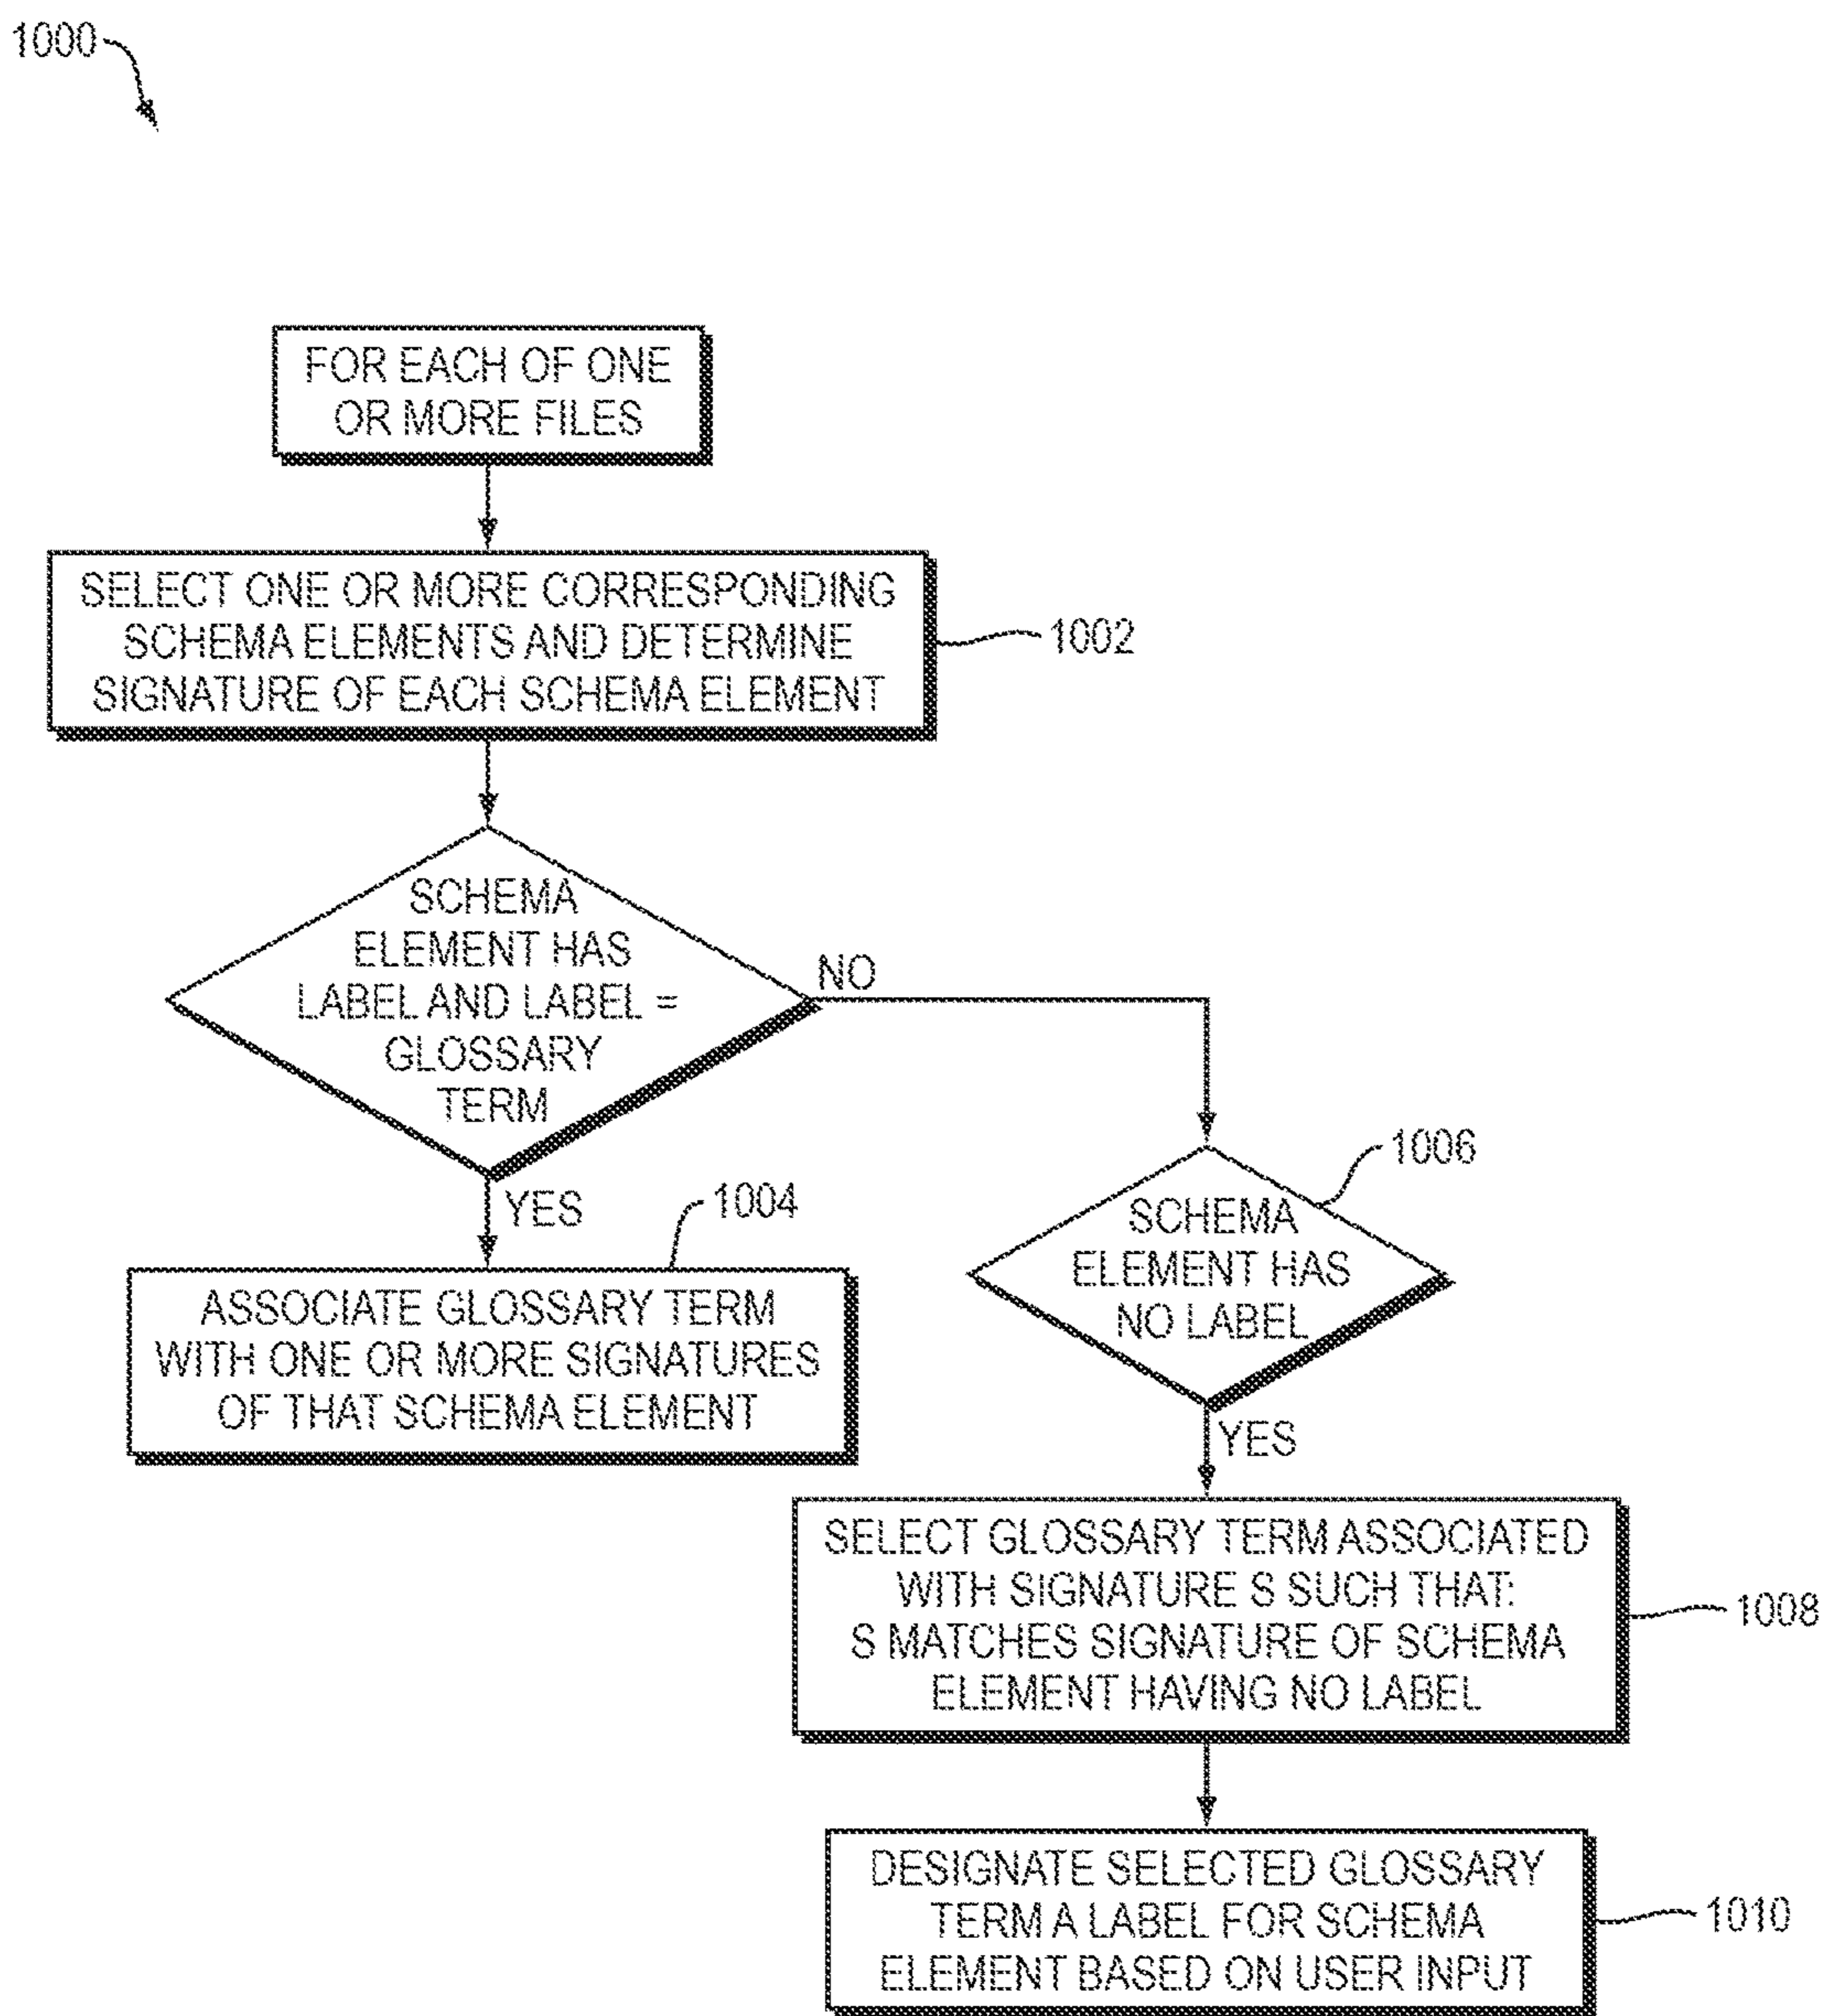 1000
FOR EACH OF ONE
OR MORE FILES
SELECT ONE OR MORE CORRESPONDING
SCHEMA ELEMENTS AND DETERMINE
SIGNATURE OF EACH SCHEMA ELEMENT
1002
SCHEMA
ELEMENT HAS
LABEL AND LABEL =
GLOSSARY
TERM
NO
YES
1004
ASSOCIATE GLOSSARY TERM
WITH ONE OR MORE SIGNATURES
OF THAT SCHEMA ELEMENT
1006
SCHEMA
ELEMENT HAS
NO LABEL
YES
SELECT GLOSSARY TERM ASSOCIATED
WITH SIGNATURE S SUCH THAT:
S MATCHES SIGNATURE OF SCHEMA
ELEMENT HAVING NO LABEL
1008
DESIGNATE SELECTED GLOSSARY
TERM A LABEL FOR SCHEMA
ELEMENT BASED ON USER INPUT
1010